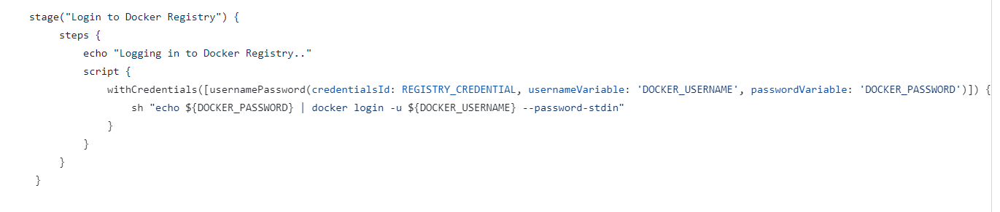 stage("Login to Docker Registry") {
steps {
echo "Logging in to Docker Registry.."
script {
withCredentials([usernamePassword(credentialsId: REGISTRY_CREDENTIAL, usernameVariable: 'DOCKER_USERNAME', passwordVariable: 'DOCKER_PASSWORD')]) {
sh "echo ${DOCKER_PASSWORD} | docker login -u ${DOCKER_USERNAME} --password-stdin"
}
}
}
}